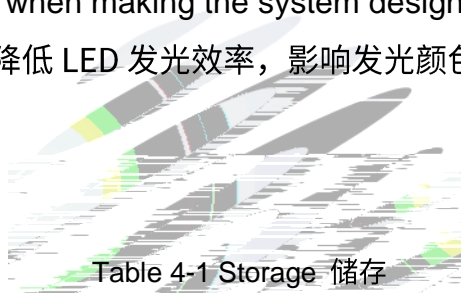 when making the system design
降低 LED 发光效率，影响发光颜色
Table 4-1 Storage 储存